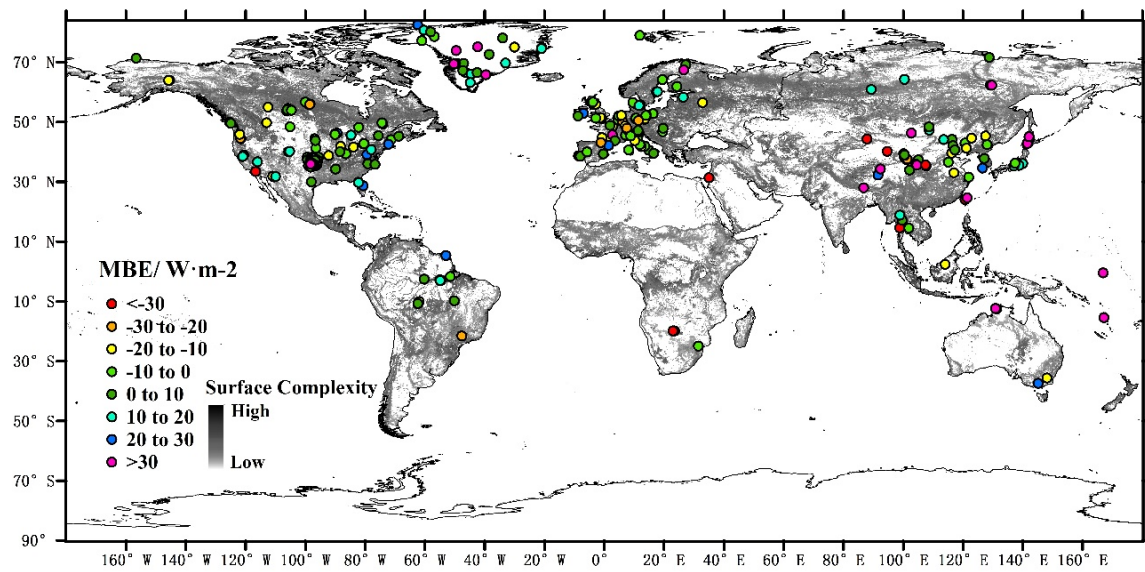 70° N
50° N
30° N
10° N
10° S
30° S
50° S
70° S
90°
MBE/ W·m-2
<-30
-30 to -20
-20 to -10
-10 to 0
0 to 10
10 to 20
20 to 30
>30
Surface Complexity
High
Low
160° W 140° W 120° W 100° W 80° W 60° W 40° W 20° W 0° 20° E 40° E 60° E 80° E 100° E 120° E 140° E 160° E